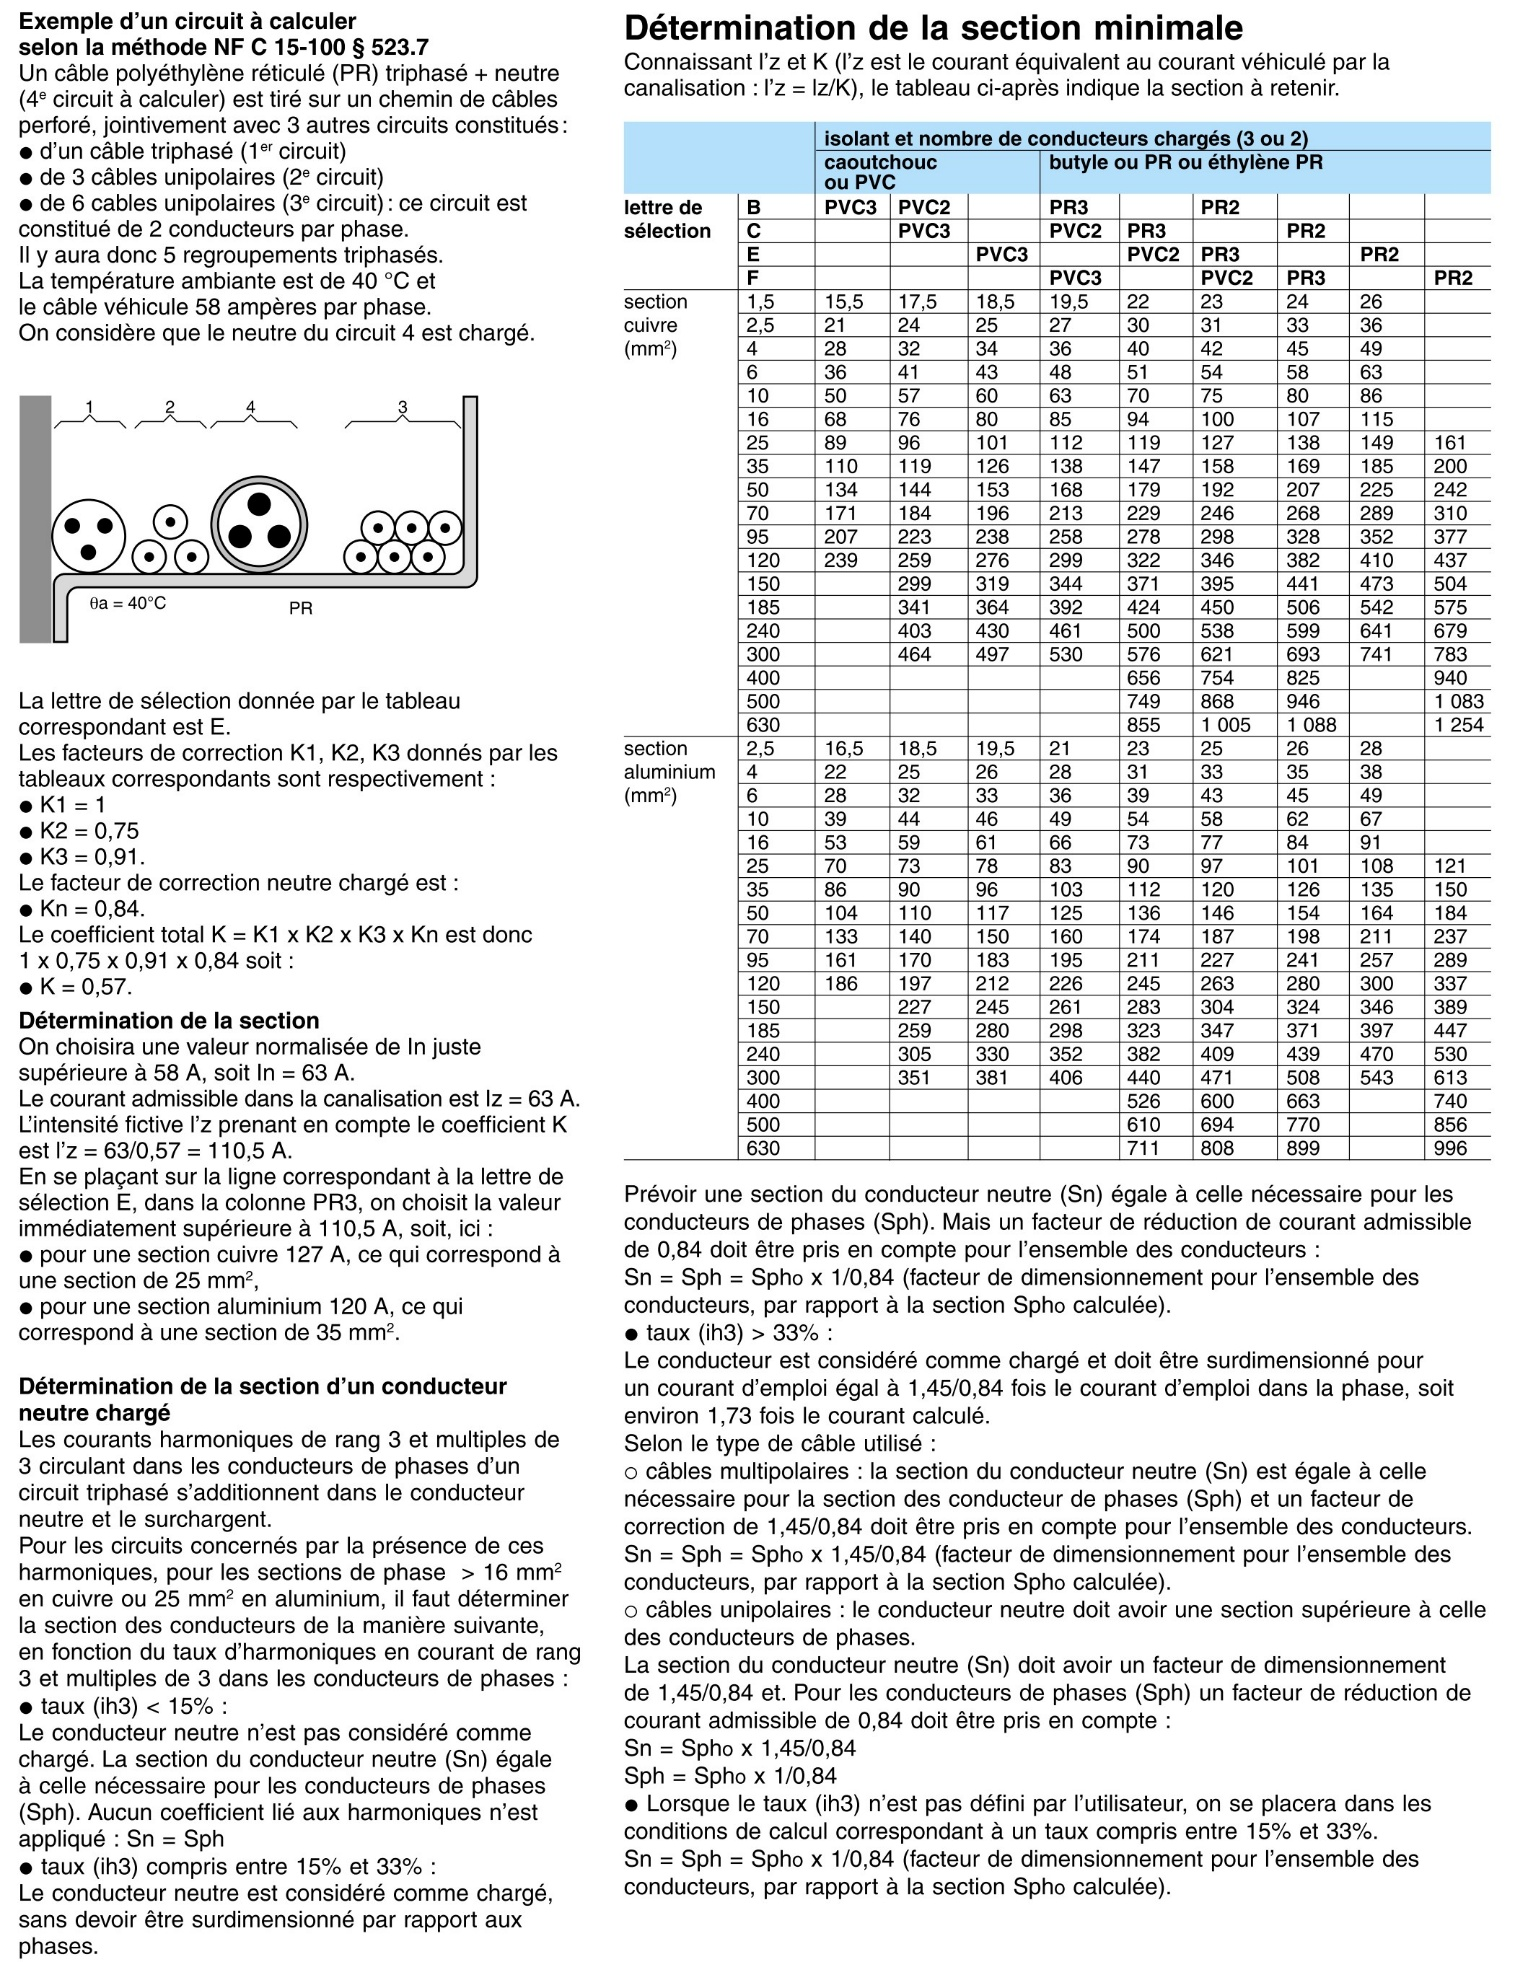 Exemple d’un circuit à calculer
selon la méthode NF C 15-100 § 523.7
Un câble polyéthylène réticulé (PR) triphasé + neutre
(4e circuit à calculer) est tiré sur un chemin de câbles
perforé, jointivement avec 3 autres circuits constitués :
● d’un câble triphasé (1er circuit)
● de 3 câbles unipolaires (2e circuit)
● de 6 cables unipolaires (3e circuit) : ce circuit est
constitué de 2 conducteurs par phase.
Il y aura donc 5 regroupements triphasés.
La température ambiante est de 40 °C et
le câble véhicule 58 ampères par phase.
On considère que le neutre du circuit 4 est chargé.
1 2 4 3
θa = 40°C PR
La lettre de sélection donnée par le tableau
correspondant est E.
Les facteurs de correction K1, K2, K3 donnés par les
tableaux correspondants sont respectivement :
● K1 = 1
● K2 = 0,75
● K3 = 0,91.
Le facteur de correction neutre chargé est :
● Kn = 0,84.
Le coefficient total K = K1 x K2 x K3 x Kn est donc
1 x 0,75 x 0,91 x 0,84 soit :
● K = 0,57.
Détermination de la section
On choisira une valeur normalisée de In juste
supérieure à 58 A, soit In = 63 A.
Le courant admissible dans la canalisation est Iz = 63 A.
L’intensité fictive I’z prenant en compte le coefficient K
est I’z = 63/0,57 = 110,5 A.
En se plaçant sur la ligne correspondant à la lettre de
sélection E, dans la colonne PR3, on choisit la valeur
immédiatement supérieure à 110,5 A, soit, ici :
● pour une section cuivre 127 A, ce qui correspond à
une section de 25 mm²,
● pour une section aluminium 120 A, ce qui
correspond à une section de 35 mm².
Détermination de la section d’un conducteur
neutre chargé
Les courants harmoniques de rang 3 et multiples de
3 circulant dans les conducteurs de phases d’un
circuit triphasé s’additionnent dans le conducteur
neutre et le surchargent.
Pour les circuits concernés par la présence de ces
harmoniques, pour les sections de phase > 16 mm²
en cuivre ou 25 mm² en aluminium, il faut déterminer
la section des conducteurs de la manière suivante,
en fonction du taux d’harmoniques en courant de rang
3 et multiples de 3 dans les conducteurs de phases :
● taux (ih3) < 15% :
Le conducteur neutre n’est pas considéré comme
chargé. La section du conducteur neutre (Sn) égale
à celle nécessaire pour les conducteurs de phases
(Sph). Aucun coefficient lié aux harmoniques n’est
appliqué : Sn = Sph
● taux (ih3) compris entre 15% et 33% :
Le conducteur neutre est considéré comme chargé,
sans devoir être surdimensionné par rapport aux
phases.
Détermination de la section minimale
Connaissant I’z et K (I’z est le courant équivalent au courant véhiculé par la
canalisation : I’z = Iz/K), le tableau ci-après indique la section à retenir.
isolant et nombre de conducteurs chargés (3 ou 2)
caoutchouc butyle ou PR ou éthylène PR
ou PVC
lettre de B PVC3 PVC2 PR3 PR2
sélection C PVC3 PVC2 PR3 PR2
E PVC3 PVC2 PR3 PR2
F PVC3 PVC2 PR3 PR2
section 1,5 15,5 17,5 18,5 19,5 22 23 24 26
cuivre 2,5 21 24 25 27 30 31 33 36
(mm²) 4 28 32 34 36 40 42 45 49
6 36 41 43 48 51 54 58 63
10 50 57 60 63 70 75 80 86
16 68 76 80 85 94 100 107 115
25 89 96 101 112 119 127 138 149 161
35 110 119 126 138 147 158 169 185 200
50 134 144 153 168 179 192 207 225 242
70 171 184 196 213 229 246 268 289 310
95 207 223 238 258 278 298 328 352 377
120 239 259 276 299 322 346 382 410 437
150 299 319 344 371 395 441 473 504
185 341 364 392 424 450 506 542 575
240 403 430 461 500 538 599 641 679
300 464 497 530 576 621 693 741 783
400 656 754 825 940
500 749 868 946 1 083
630 855 1 005 1 088 1 254
section 2,5 16,5 18,5 19,5 21 23 25 26 28
aluminium 4 22 25 26 28 31 33 35 38
(mm²) 6 28 32 33 36 39 43 45 49
10 39 44 46 49 54 58 62 67
16 53 59 61 66 73 77 84 91
25 70 73 78 83 90 97 101 108 121
35 86 90 96 103 112 120 126 135 150
50 104 110 117 125 136 146 154 164 184
70 133 140 150 160 174 187 198 211 237
95 161 170 183 195 211 227 241 257 289
120 186 197 212 226 245 263 280 300 337
150 227 245 261 283 304 324 346 389
185 259 280 298 323 347 371 397 447
240 305 330 352 382 409 439 470 530
300 351 381 406 440 471 508 543 613
400 526 600 663 740
500 610 694 770 856
630 711 808 899 996
Prévoir une section du conducteur neutre (Sn) égale à celle nécessaire pour les
conducteurs de phases (Sph). Mais un facteur de réduction de courant admissible
de 0,84 doit être pris en compte pour l’ensemble des conducteurs :
Sn = Sph = Spho x 1/0,84 (facteur de dimensionnement pour l’ensemble des
conducteurs, par rapport à la section Spho calculée).
● taux (ih3) > 33% :
Le conducteur est considéré comme chargé et doit être surdimensionné pour
un courant d’emploi égal à 1,45/0,84 fois le courant d’emploi dans la phase, soit
environ 1,73 fois le courant calculé.
Selon le type de câble utilisé :
○ câbles multipolaires : la section du conducteur neutre (Sn) est égale à celle
nécessaire pour la section des conducteur de phases (Sph) et un facteur de
correction de 1,45/0,84 doit être pris en compte pour l’ensemble des conducteurs.
Sn = Sph = Spho x 1,45/0,84 (facteur de dimensionnement pour l’ensemble des
conducteurs, par rapport à la section Spho calculée).
○ câbles unipolaires : le conducteur neutre doit avoir une section supérieure à celle
des conducteurs de phases.
La section du conducteur neutre (Sn) doit avoir un facteur de dimensionnement
de 1,45/0,84 et. Pour les conducteurs de phases (Sph) un facteur de réduction de
courant admissible de 0,84 doit être pris en compte :
Sn = Spho x 1,45/0,84
Sph = Spho x 1/0,84
● Lorsque le taux (ih3) n’est pas défini par l’utilisateur, on se placera dans les
conditions de calcul correspondant à un taux compris entre 15% et 33%.
Sn = Sph = Spho x 1/0,84 (facteur de dimensionnement pour l’ensemble des
conducteurs, par rapport à la section Spho calculée).